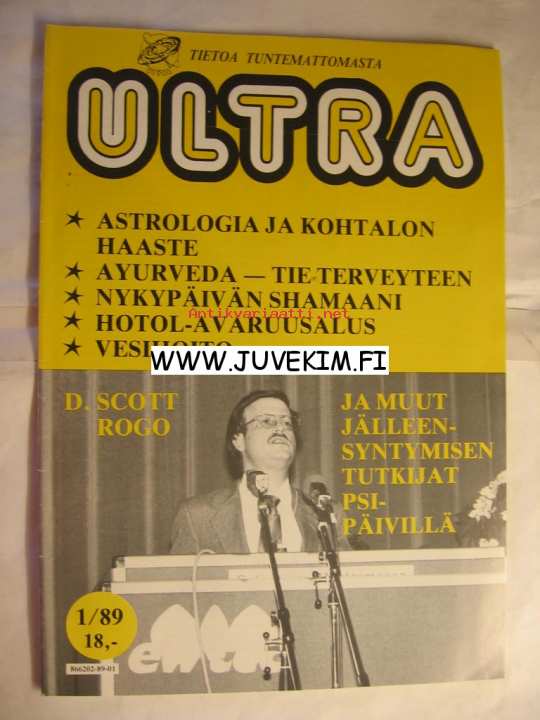 TIETOA TUNTEMATTOMASTA
ULTRA
★ ASTROLOGIA JA KOHTALON
HAASTE
★ AYURVEDA — TIE TERVEYTEEN
★ NYKYPÄIVÄN SHAMAANI
Antikvariaatti.net
★ HOTOL-AVARUUSALUS
★ VESIHOITO
WWW.JUVEKIM.FI
D. SCOTT
ROGO
JA MUUT
JÄLLEEN-
SYNTYMISEN
TUTKIJAT
PSI-
PÄIVILLÄ
1/89
18,-
866202-89-01